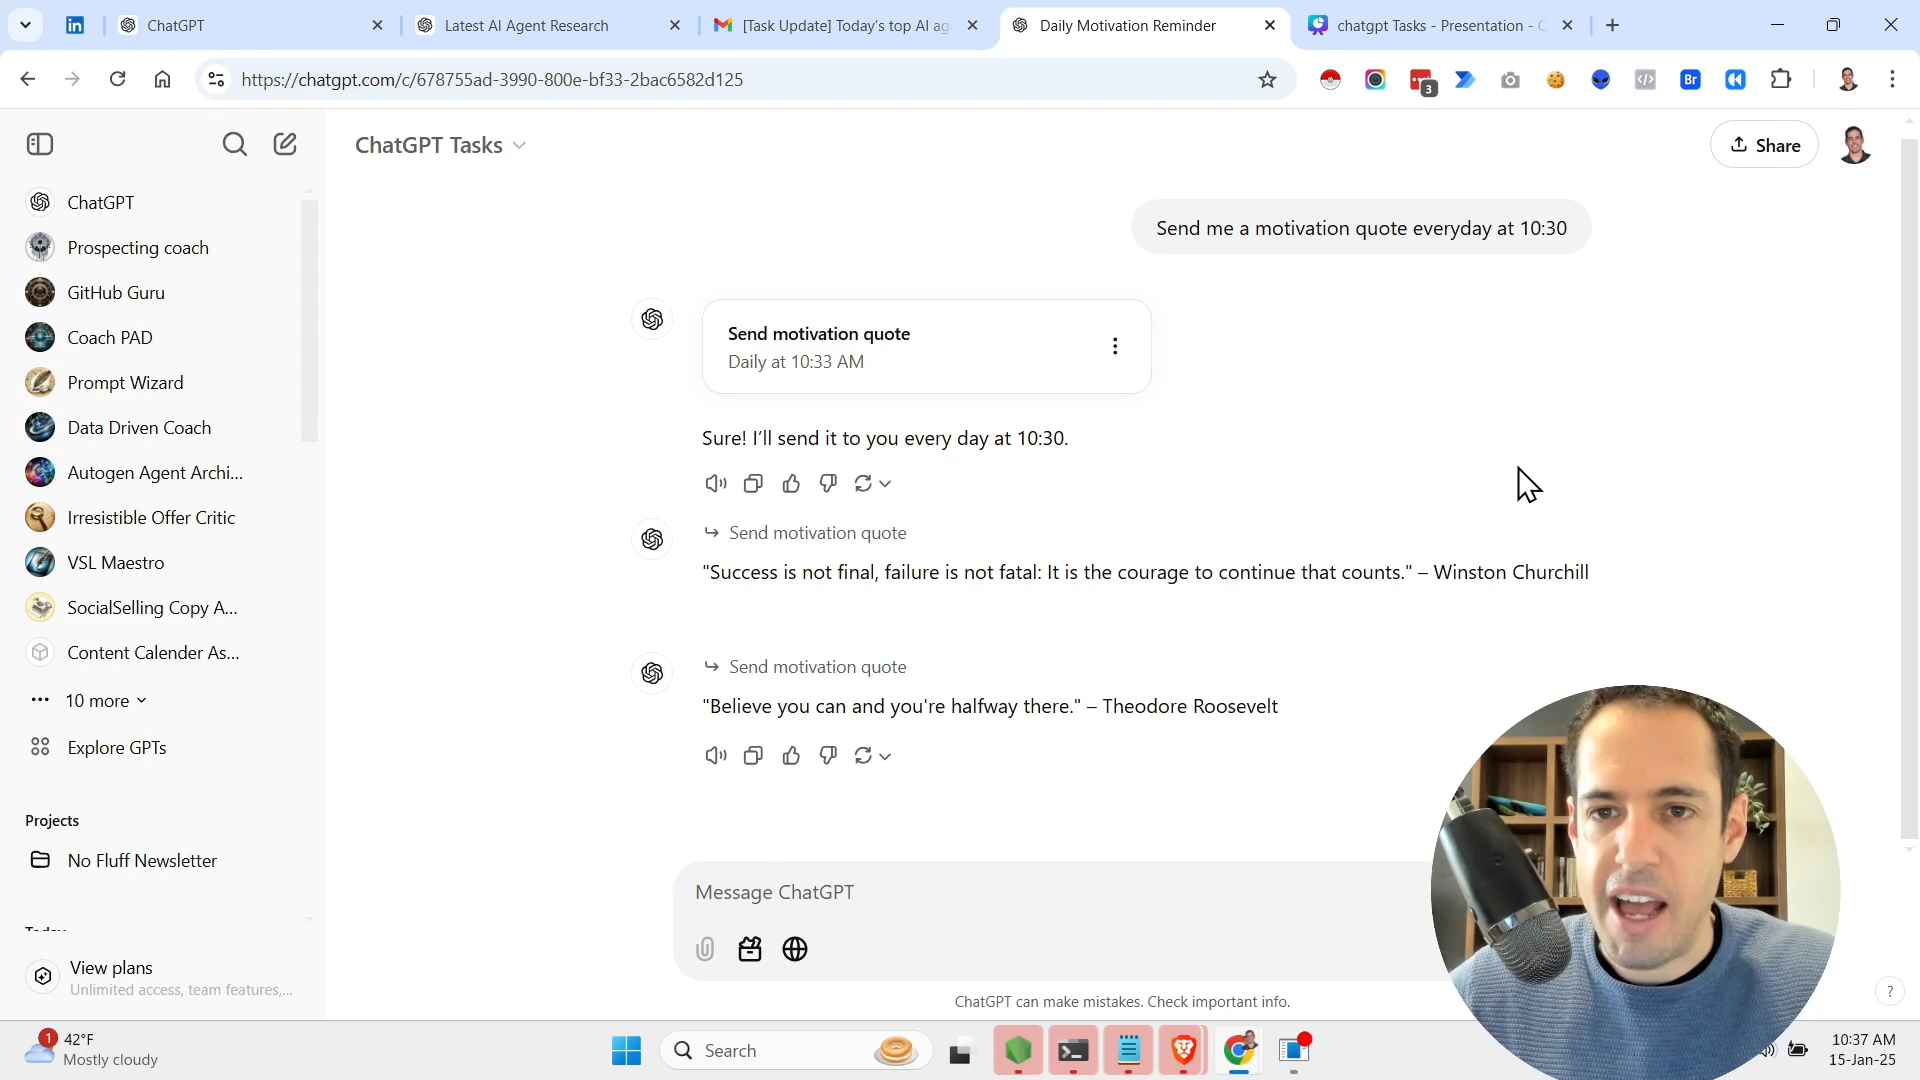 ChatGPT
Latest AI Agent Research
[Task Update] Today's top AI ag
Daily Motivation Reminder
chatgpt Tasks - Presentation - C
https://chatgpt.com/c/678755ad-3990-800e-bf33-2bac6582d125
3
Br
ChatGPT Tasks
Share
ChatGPT
Prospecting coach
GitHub Guru
Coach PAD
Prompt Wizard
Data Driven Coach
Autogen Agent Archi...
Irresistible Offer Critic
VSL Maestro
SocialSelling Copy A...
Content Calender As...
10 more
Explore GPTs
Projects
No Fluff Newsletter
Today
View plans
Unlimited access, team features,...
Send me a motivation quote everyday at 10:30
Send motivation quote
Daily at 10:33 AM
Sure! I'll send it to you every day at 10:30.
Send motivation quote
"Success is not final, failure is not fatal: It is the courage to continue that counts." – Winston Churchill
Send motivation quote
"Believe you can and you're halfway there." – Theodore Roosevelt
Message ChatGPT
ChatGPT can make mistakes. Check important info.
?
1
42°F
Mostly cloudy
Search
10:37 AM
15-Jan-25